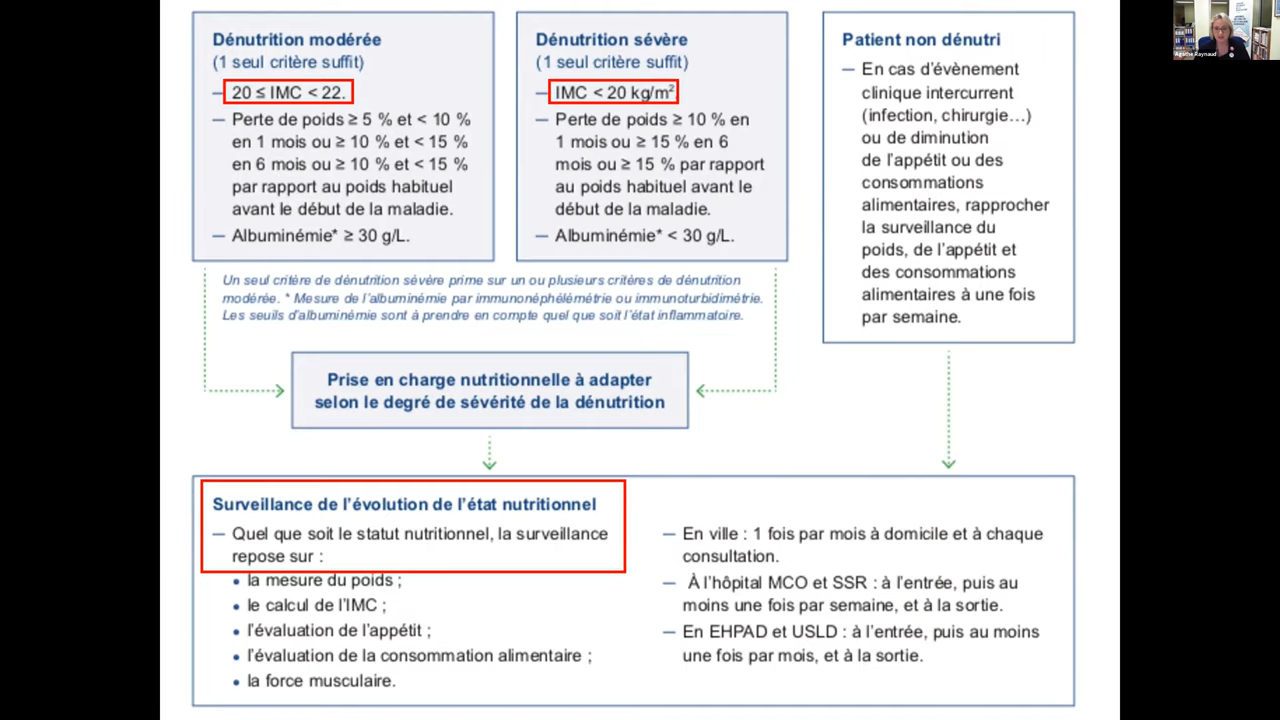 Dénutrition modérée
(1 seul critère suffit)
— 20 ≤ IMC < 22.
— Perte de poids ≥ 5 % et < 10 %
en 1 mois ou ≥ 10 % et < 15 %
en 6 mois ou ≥ 10 % et < 15 %
par rapport au poids habituel
avant le début de la maladie.
— Albuminémie* ≥ 30 g/L.
Dénutrition sévère
(1 seul critère suffit)
— IMC < 20 kg/m².
— Perte de poids ≥ 10 % en
1 mois ou ≥ 15 % en 6
mois ou ≥ 15 % par rapport
au poids habituel avant le
début de la maladie.
— Albuminémie* < 30 g/L.
Patient non dénutri
— En cas d'évènement
clinique intercurrent
(infection, chirurgie…)
ou de diminution
de l'appétit ou des
consommations
alimentaires, rapprocher
la surveillance du
poids, de l'appétit et
des consommations
alimentaires à une fois
par semaine.
Un seul critère de dénutrition sévère prime sur un ou plusieurs critères de dénutrition
modérée. * Mesure de l'albuminémie par immunonéphélémétrie ou immunoturbidimétrie.
Les seuils d'albuminémie sont à prendre en compte quel que soit l'état inflammatoire.
Prise en charge nutritionnelle à adapter
selon le degré de sévérité de la dénutrition
Surveillance de l'évolution de l'état nutritionnel
— Quel que soit le statut nutritionnel, la surveillance
repose sur :
• la mesure du poids ;
• le calcul de l'IMC ;
• l'évaluation de l'appétit ;
• l'évaluation de la consommation alimentaire ;
• la force musculaire.
— En ville : 1 fois par mois à domicile et à chaque
consultation.
— À l'hôpital MCO et SSR : à l'entrée, puis au
moins une fois par semaine, et à la sortie.
— En EHPAD et USLD : à l'entrée, puis au moins
une fois par mois, et à la sortie.
Agathe Raynaud